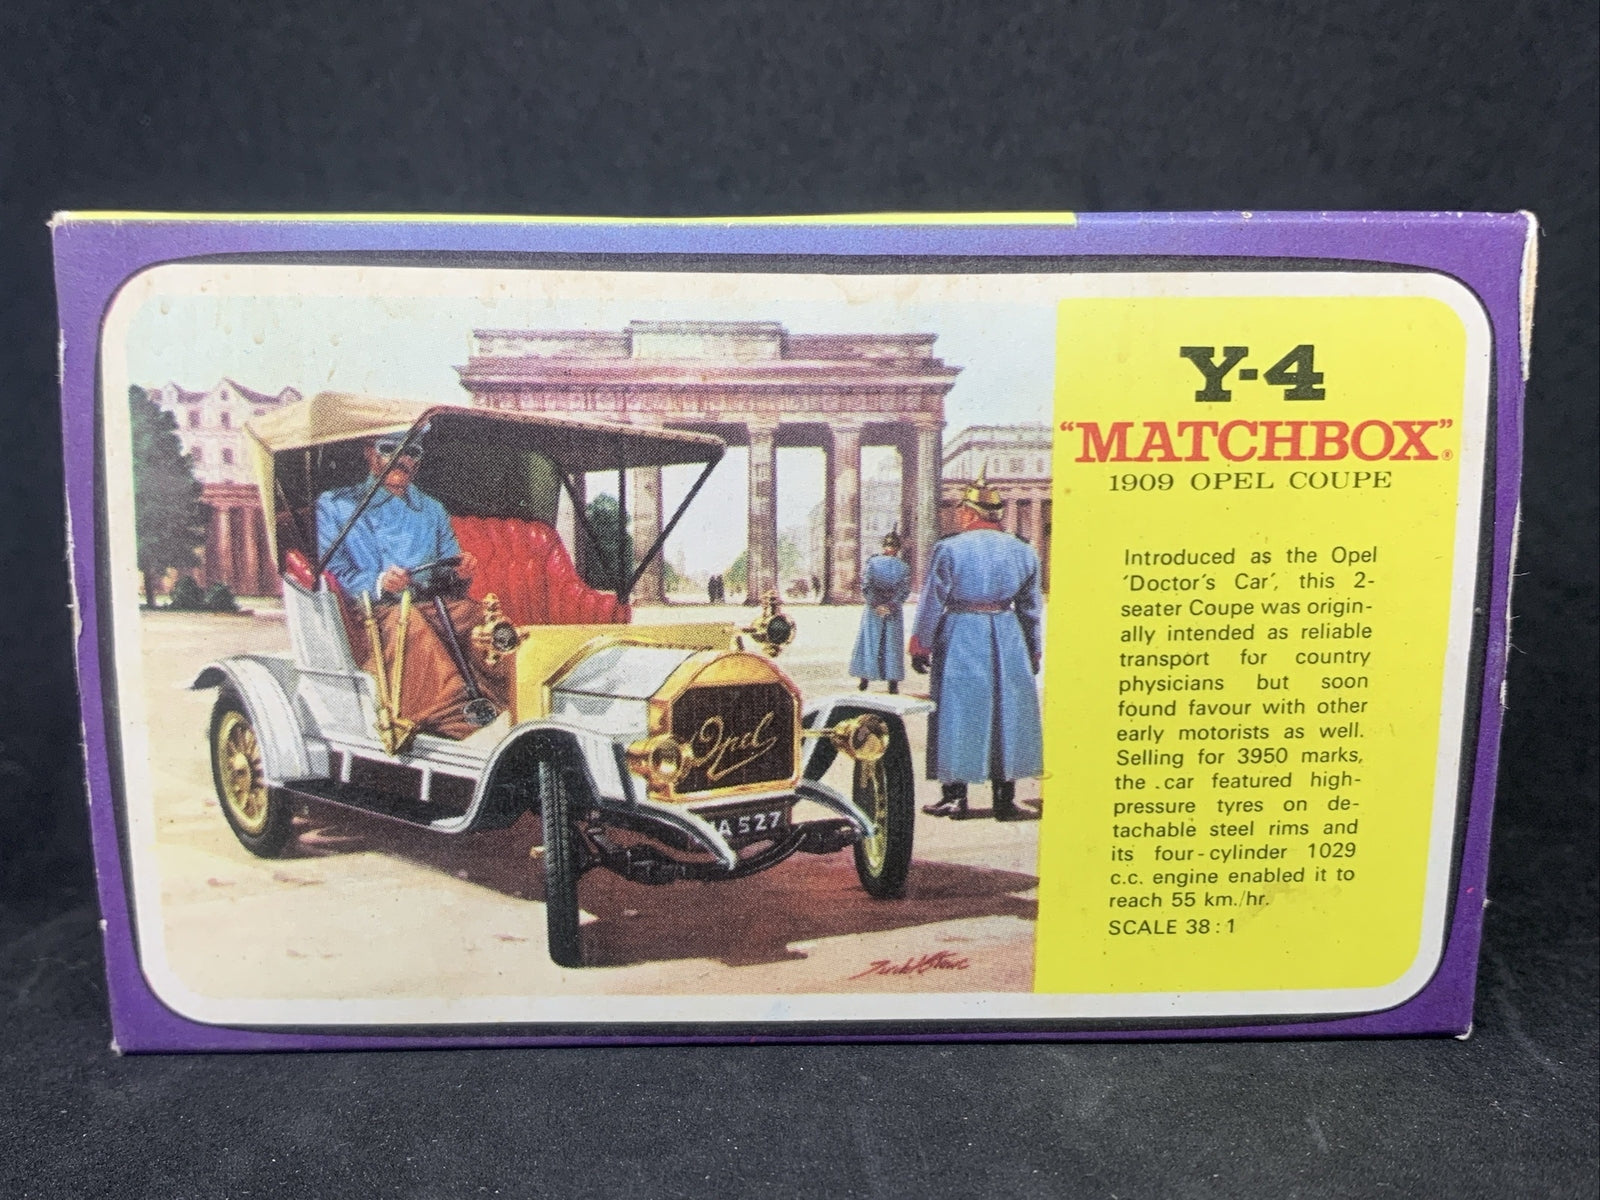 Y-4
"MATCHBOX"®
1909 OPEL COUPE
Introduced as the Opel
'Doctor's Car', this 2-
seater Coupe was origin-
ally intended as reliable
transport for country
physicians but soon
found favour with other
early motorists as well.
Selling for 3950 marks,
the .car featured high-
pressure tyres on de-
tachable steel rims and
its four-cylinder 1029
c.c. engine enabled it to
reach 55 km./hr.
SCALE 38:1
Opel
A 527